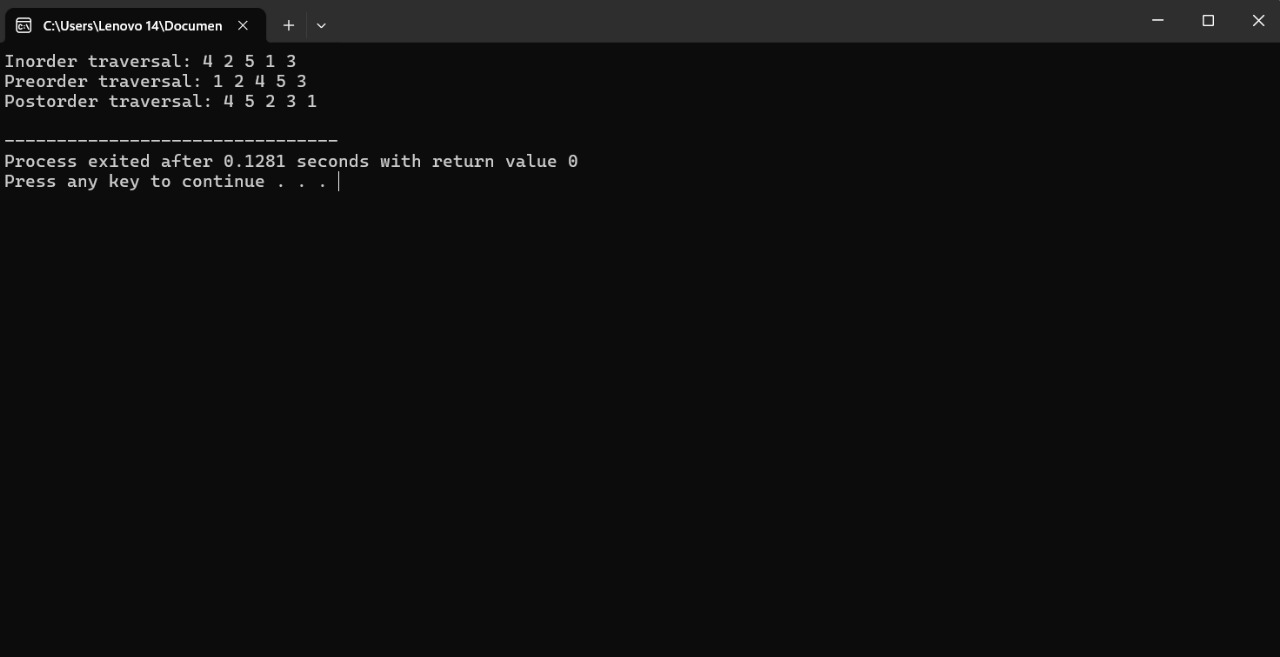 C:\Users\Lenovo 14\Documen
Inorder traversal: 4 2 5 1 3
Preorder traversal: 1 2 4 5 3
Postorder traversal: 4 5 2 3 1
--------------------------------
Process exited after 0.1281 seconds with return value 0
Press any key to continue . . .